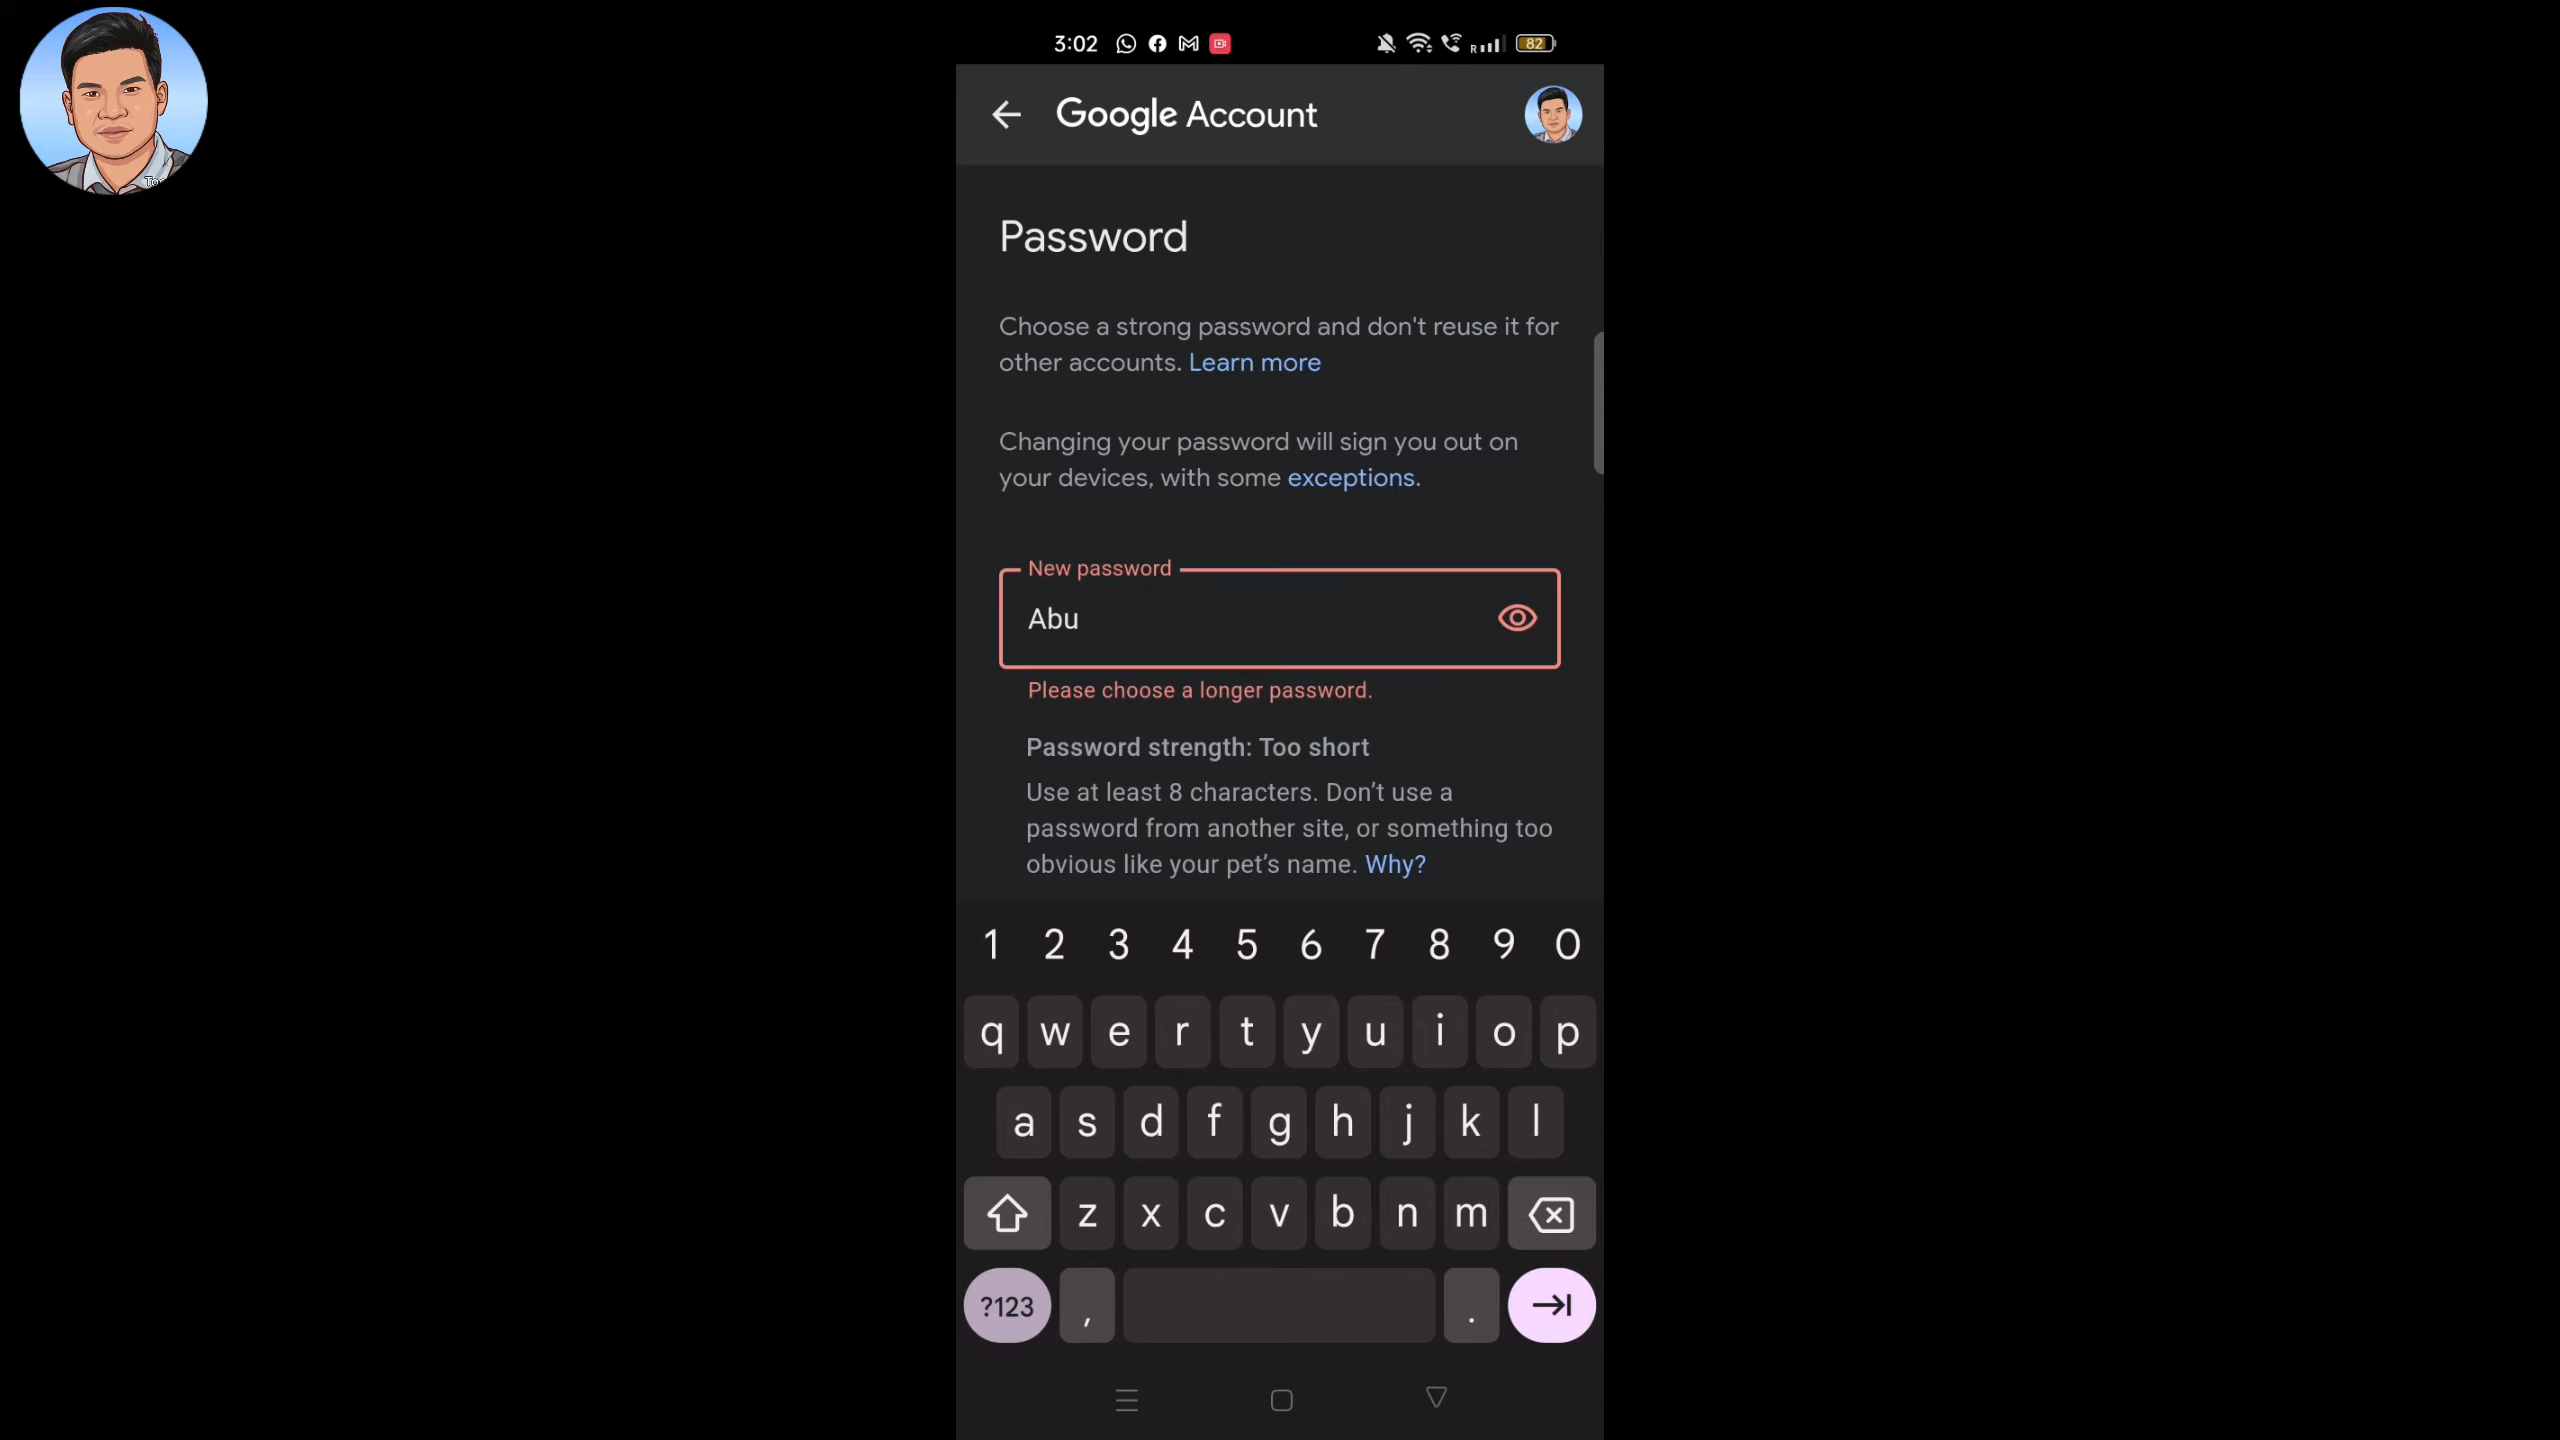 3:02
R
82
Google Account
Password
Choose a strong password and don't reuse it for
other accounts. Learn more
Changing your password will sign you out on
your devices, with some exceptions.
New password
Abu
Please choose a longer password.
Password strength: Too short
Use at least 8 characters. Don’t use a
password from another site, or something too
obvious like your pet’s name. Why?
1 2 3 4 5 6 7 8 9 0
q w e r t y u i o p
a s d f g h j k l
z x c v b n m
?123 , .